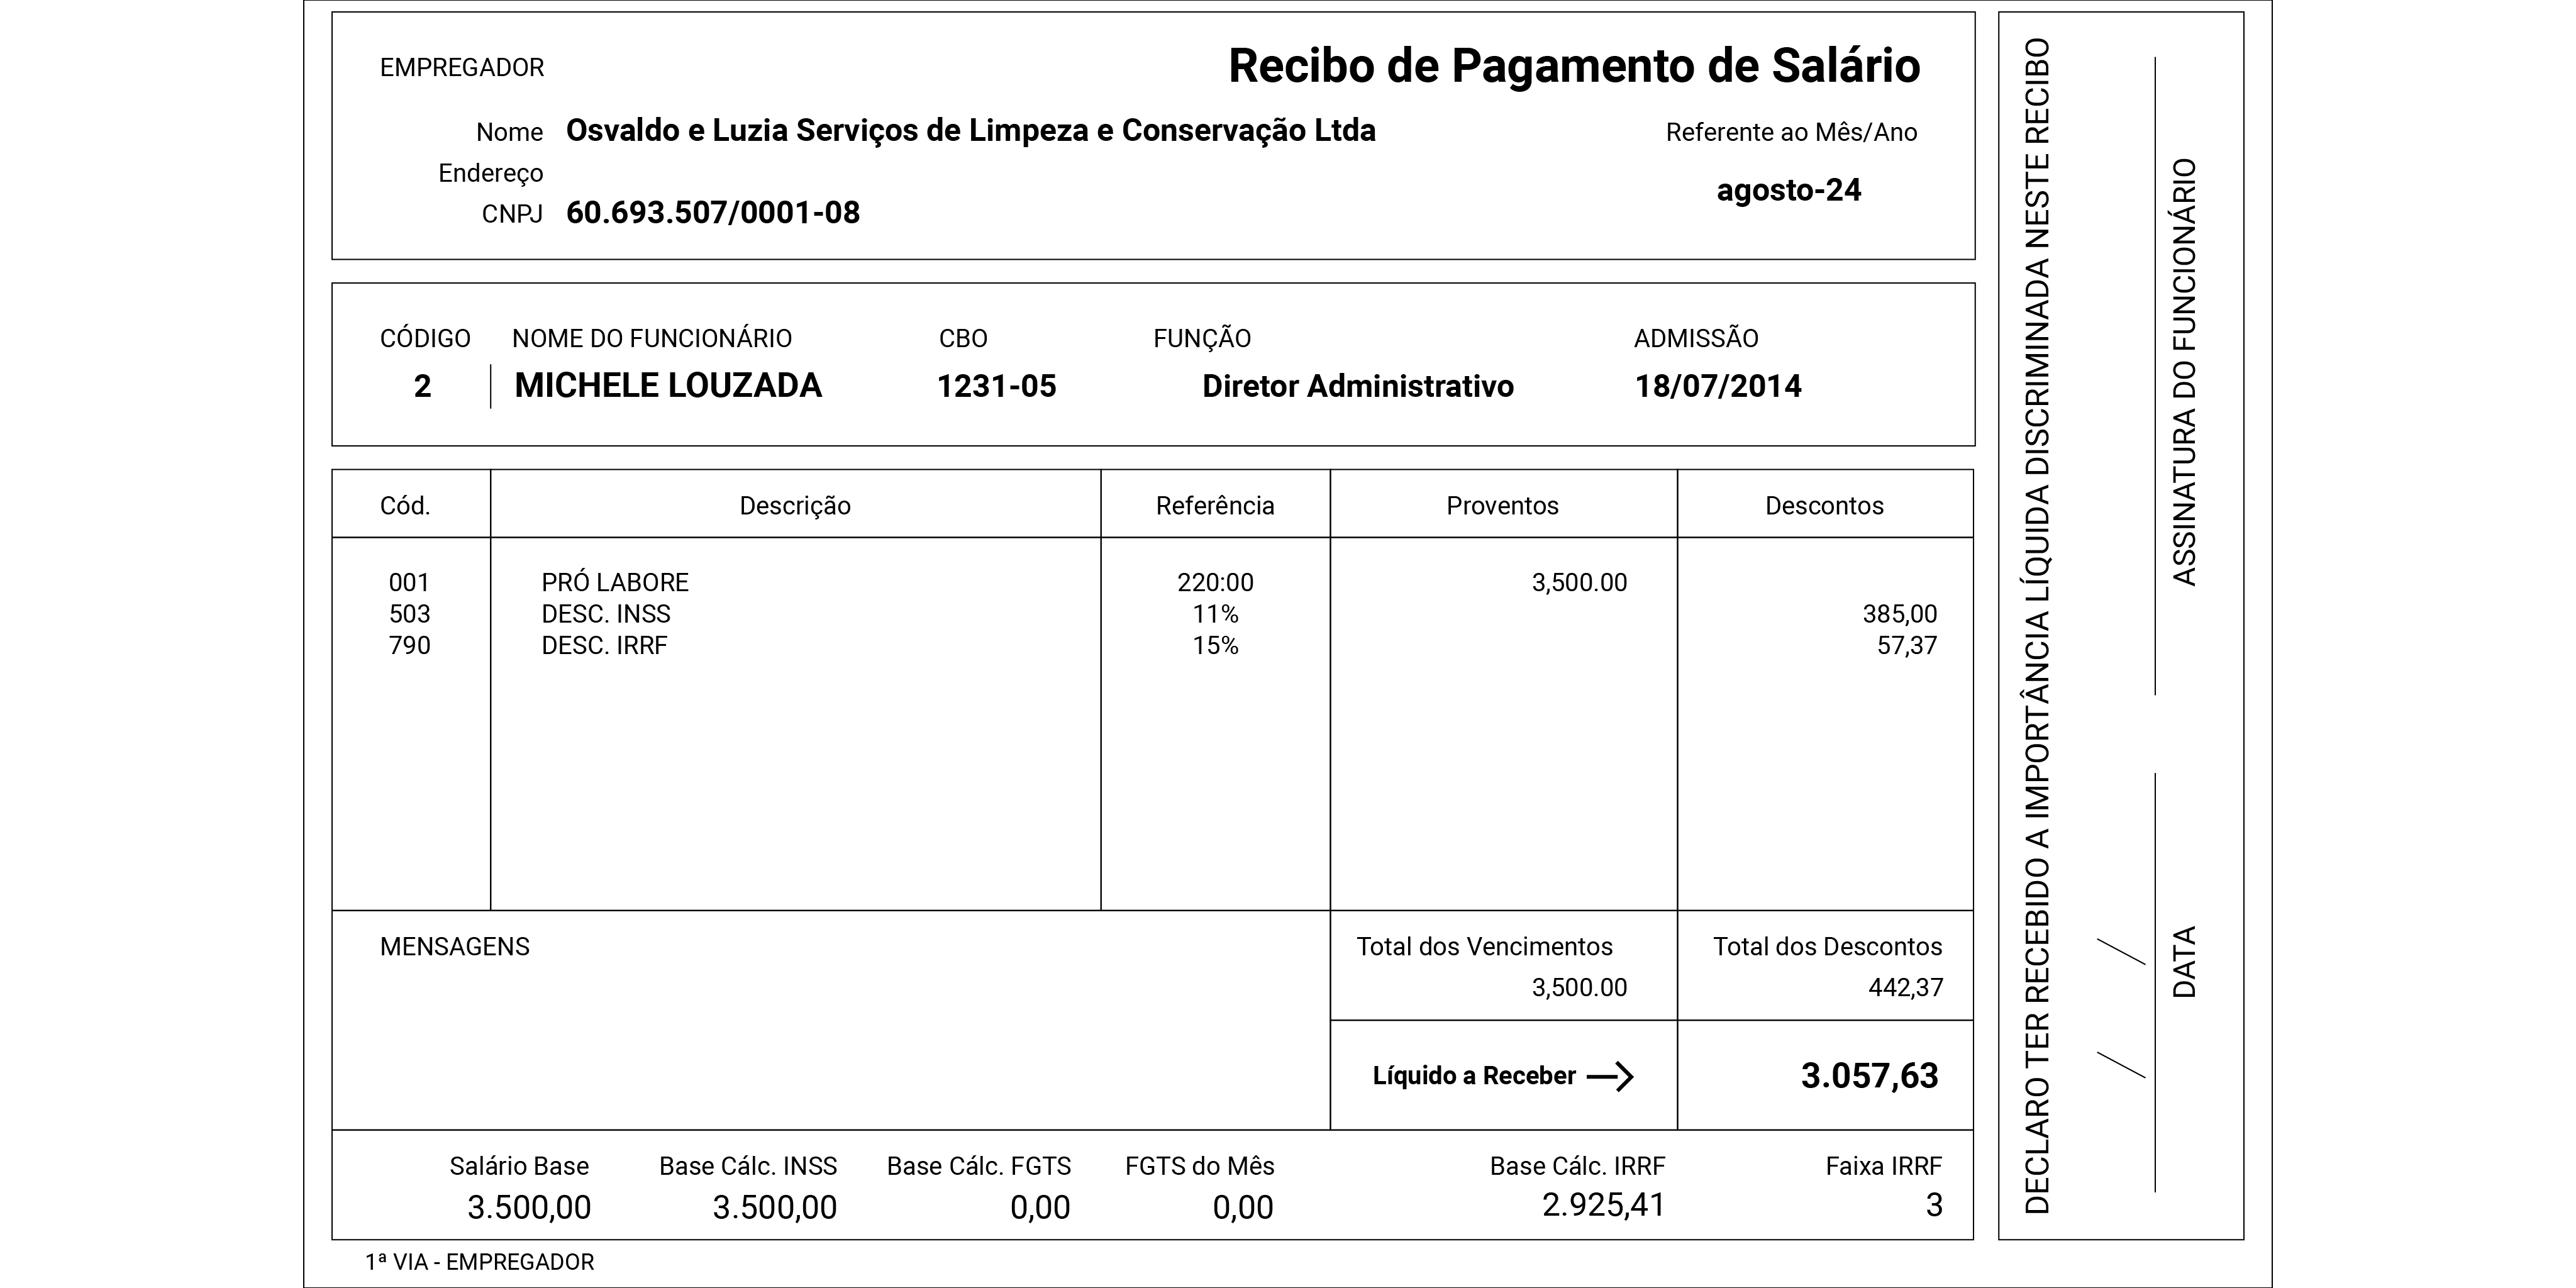 EMPREGADOR
Recibo de Pagamento de Salário
Nome Osvaldo e Luzia Serviços de Limpeza e Conservação Ltda
Referente ao Mês/Ano
Endereço
agosto-24
CNPJ 60.693.507/0001-08
CÓDIGO NOME DO FUNCIONÁRIO CBO FUNÇÃO ADMISSÃO
2 MICHELE LOUZADA 1231-05 Diretor Administrativo 18/07/2014
Cód. Descrição Referência Proventos Descontos
001 PRÓ LABORE 220:00 3,500.00
503 DESC. INSS 11% 385,00
790 DESC. IRRF 15% 57,37
MENSAGENS Total dos Vencimentos Total dos Descontos
3,500.00 442,37
Líquido a Receber 3.057,63
Salário Base Base Cálc. INSS Base Cálc. FGTS FGTS do Mês Base Cálc. IRRF Faixa IRRF
3.500,00 3.500,00 0,00 0,00 2.925,41 3
1ª VIA - EMPREGADOR
DECLARO TER RECEBIDO A IMPORTÂNCIA LÍQUIDA DISCRIMINADA NESTE RECIBO
/ /
DATA ASSINATURA DO FUNCIONÁRIO